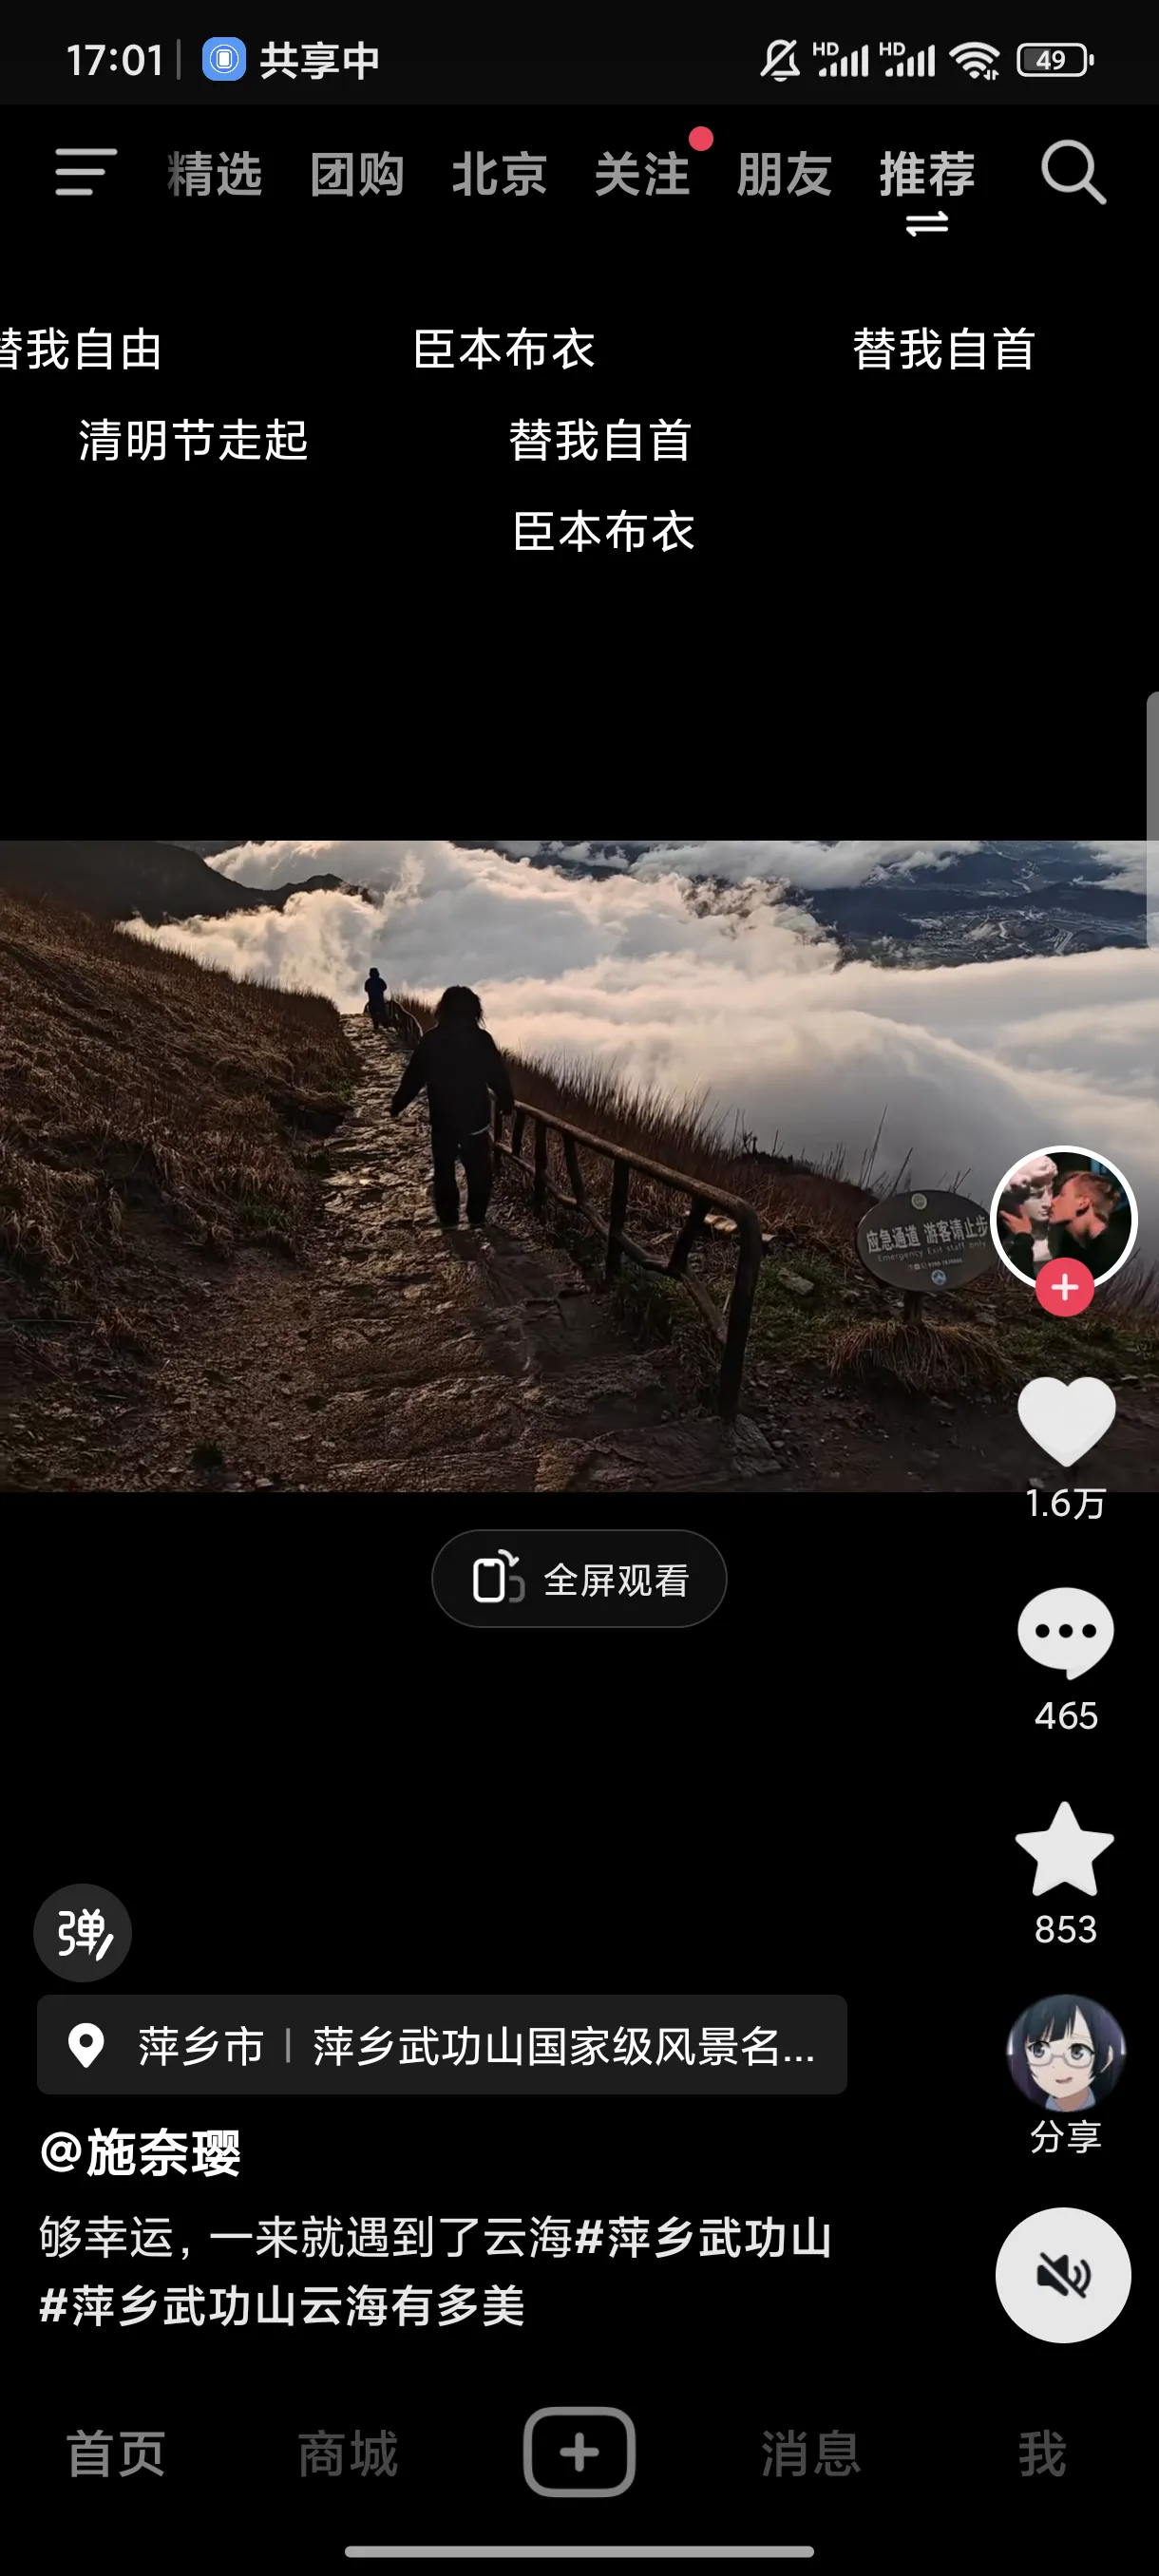 17:01 共享中 HD HD 49
精选 团购 北京 关注 朋友 推荐
替我自由 臣本布衣 替我自首
清明节走起 替我自首
臣本布衣
应急通道 游客请止步
Emergency Exit staff only
1.6万
全屏观看
465
853
弹
萍乡市 | 萍乡武功山国家级风景名...
分享
@施奈璎
够幸运，一来就遇到了云海#萍乡武功山
#萍乡武功山云海有多美
首页 商城 消息 我